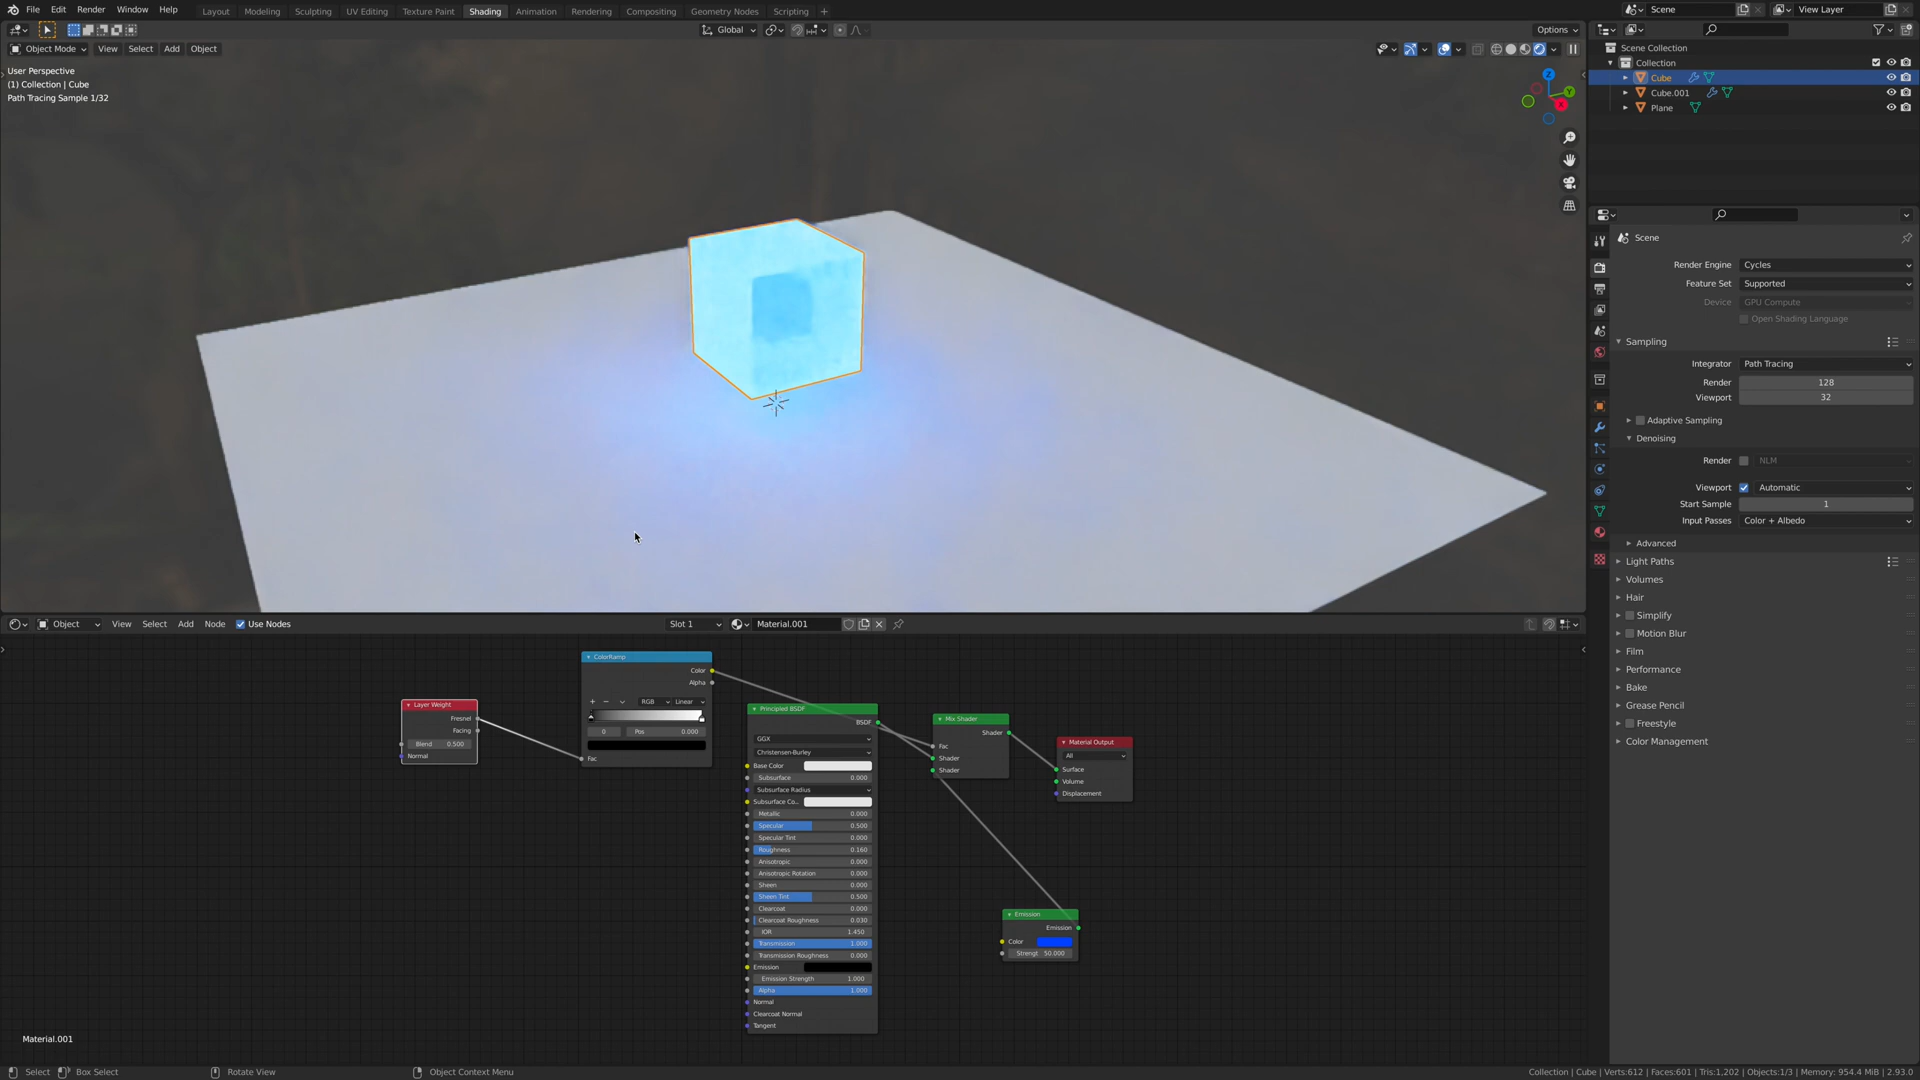 File Edit Render Window Help
Layout Modeling Sculpting UV Editing Texture Paint Shading Animation Rendering Compositing Geometry Nodes Scripting +
Scene
View Layer
Global
Options
Object Mode View Select Add Object
User Perspective
(1) Collection | Cube
Path Tracing Sample 1/32
Z
Y
X
Scene Collection
Collection
Cube
Cube.001
Plane
Scene
Render Engine Cycles
Feature Set Supported
Device GPU Compute
Open Shading Language
Sampling
Integrator Path Tracing
Render 128
Viewport 32
Adaptive Sampling
Denoising
Render NLM
Viewport Automatic
Start Sample 1
Input Passes Color + Albedo
Advanced
Light Paths
Volumes
Hair
Simplify
Motion Blur
Film
Performance
Bake
Grease Pencil
Freestyle
Color Management
Object View Select Add Node Use Nodes
Slot 1
Material.001
Layer Weight
Fresnel
Facing
Blend 0.500
Normal
ColorRamp
Color
Alpha
+ − RGB Linear
0 Pos 0.000
Fac
Principled BSDF
BSDF
GGX
Christensen-Burley
Base Color
Subsurface 0.000
Subsurface Radius
Subsurface Co..
Metallic 0.000
Specular 0.500
Specular Tint 0.000
Roughness 0.160
Anisotropic 0.000
Anisotropic Rotation 0.000
Sheen 0.000
Sheen Tint 0.500
Clearcoat 0.000
Clearcoat Roughness 0.030
IOR 1.450
Transmission 1.000
Transmission Roughness 0.000
Emission
Emission Strength 1.000
Alpha 1.000
Normal
Clearcoat Normal
Tangent
Mix Shader
Shader
Fac
Shader
Shader
Material Output
All
Surface
Volume
Displacement
Emission
Emission
Color
Strengt 50.000
Material.001
Select Box Select Rotate View Object Context Menu
Collection | Cube | Verts:612 | Faces:601 | Tris:1,202 | Objects:1/3 | Memory: 954.4 MiB | 2.93.0